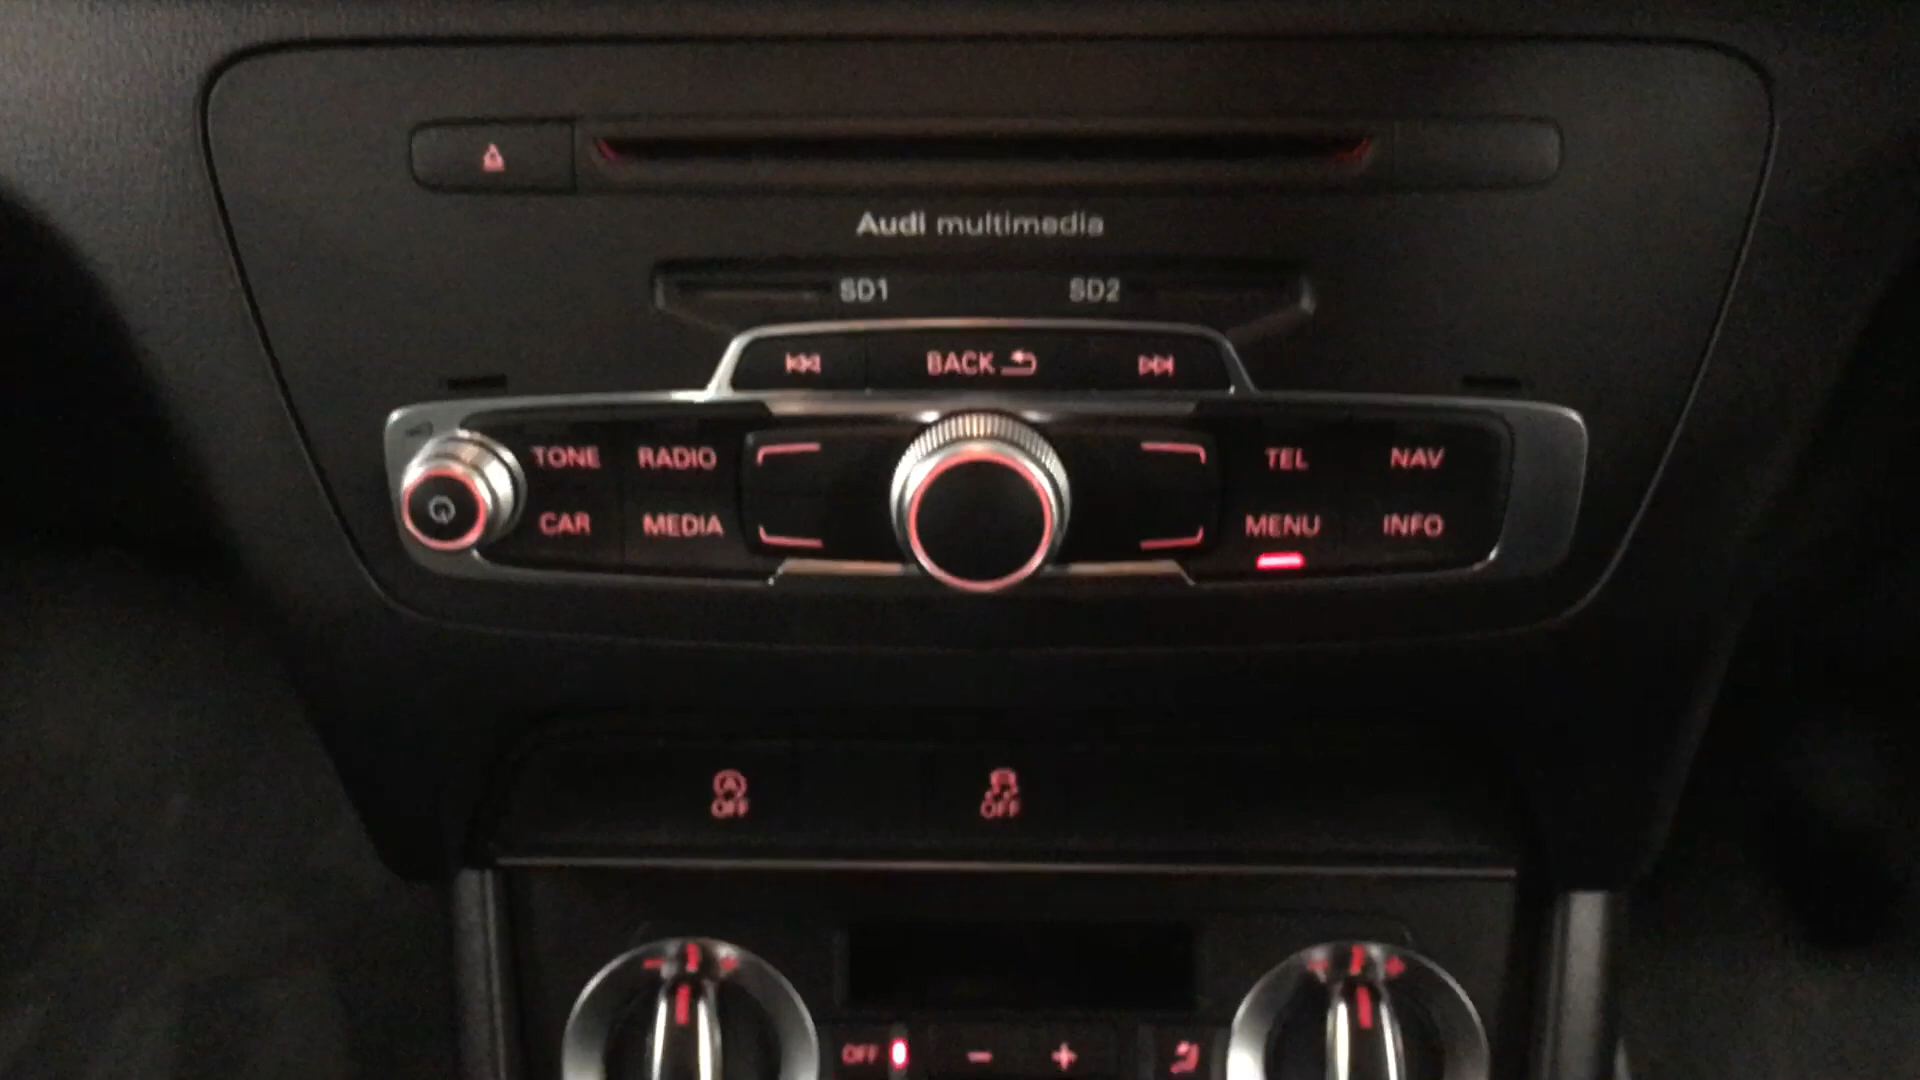 Audi multimedia
SD1 SD2
BACK
TONE RADIO TEL NAV
CAR MEDIA MENU INFO
OFF OFF
OFF - +